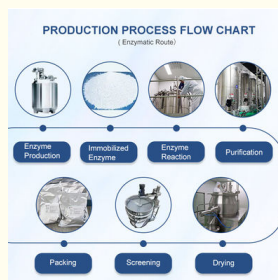 PRODUCTION PROCESS FLOW CHART
( Enzymatic Route）
Enzyme
Production
Immobilized
Enzyme
Enzyme
Reaction
Purification
Packing
Screening
Drying